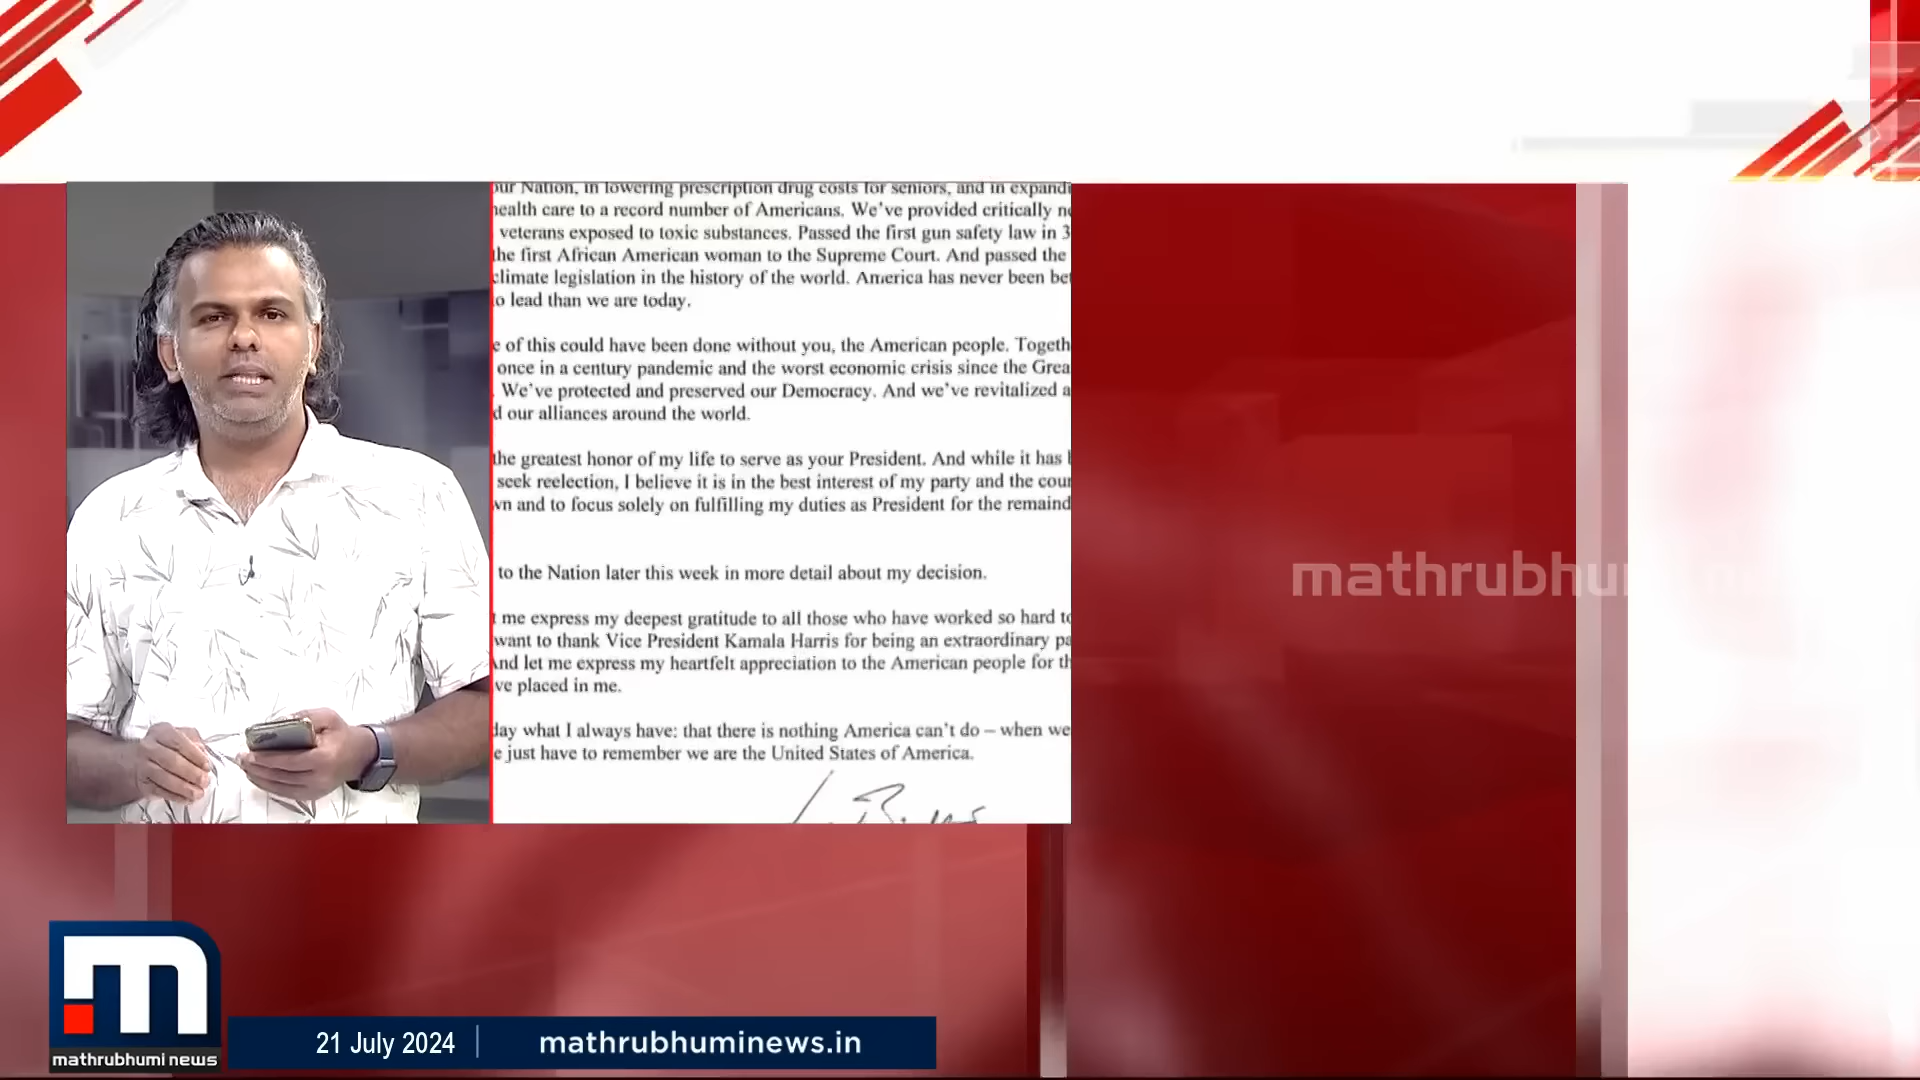 our Nation, in lowering prescription drug costs for seniors, and in expandi
health care to a record number of Americans. We've provided critically ne
veterans exposed to toxic substances. Passed the first gun safety law in 3
the first African American woman to the Supreme Court. And passed the
climate legislation in the history of the world. America has never been bet
o lead than we are today.
e of this could have been done without you, the American people. Togeth
once in a century pandemic and the worst economic crisis since the Grea
We've protected and preserved our Democracy. And we've revitalized a
d our alliances around the world.
the greatest honor of my life to serve as your President. And while it has b
seek reelection, I believe it is in the best interest of my party and the cour
wn and to focus solely on fulfilling my duties as President for the remaind
to the Nation later this week in more detail about my decision.
t me express my deepest gratitude to all those who have worked so hard to
want to thank Vice President Kamala Harris for being an extraordinary pa
And let me express my heartfelt appreciation to the American people for th
ve placed in me.
day what I always have: that there is nothing America can't do – when we
e just have to remember we are the United States of America.
mathrubhu
mathrubhumi news
21 July 2024
mathrubhuminews.in